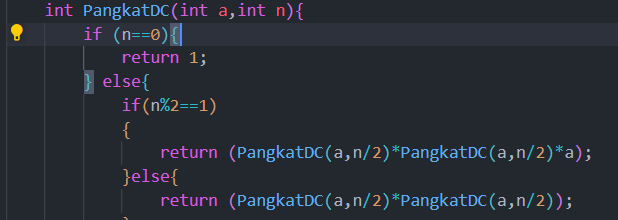 int PangkatDC(int a,int n){
if (n==0){
return 1;
} else{
if(n%2==1)
{
return (PangkatDC(a,n/2)*PangkatDC(a,n/2)*a);
}else{
return (PangkatDC(a,n/2)*PangkatDC(a,n/2));
}